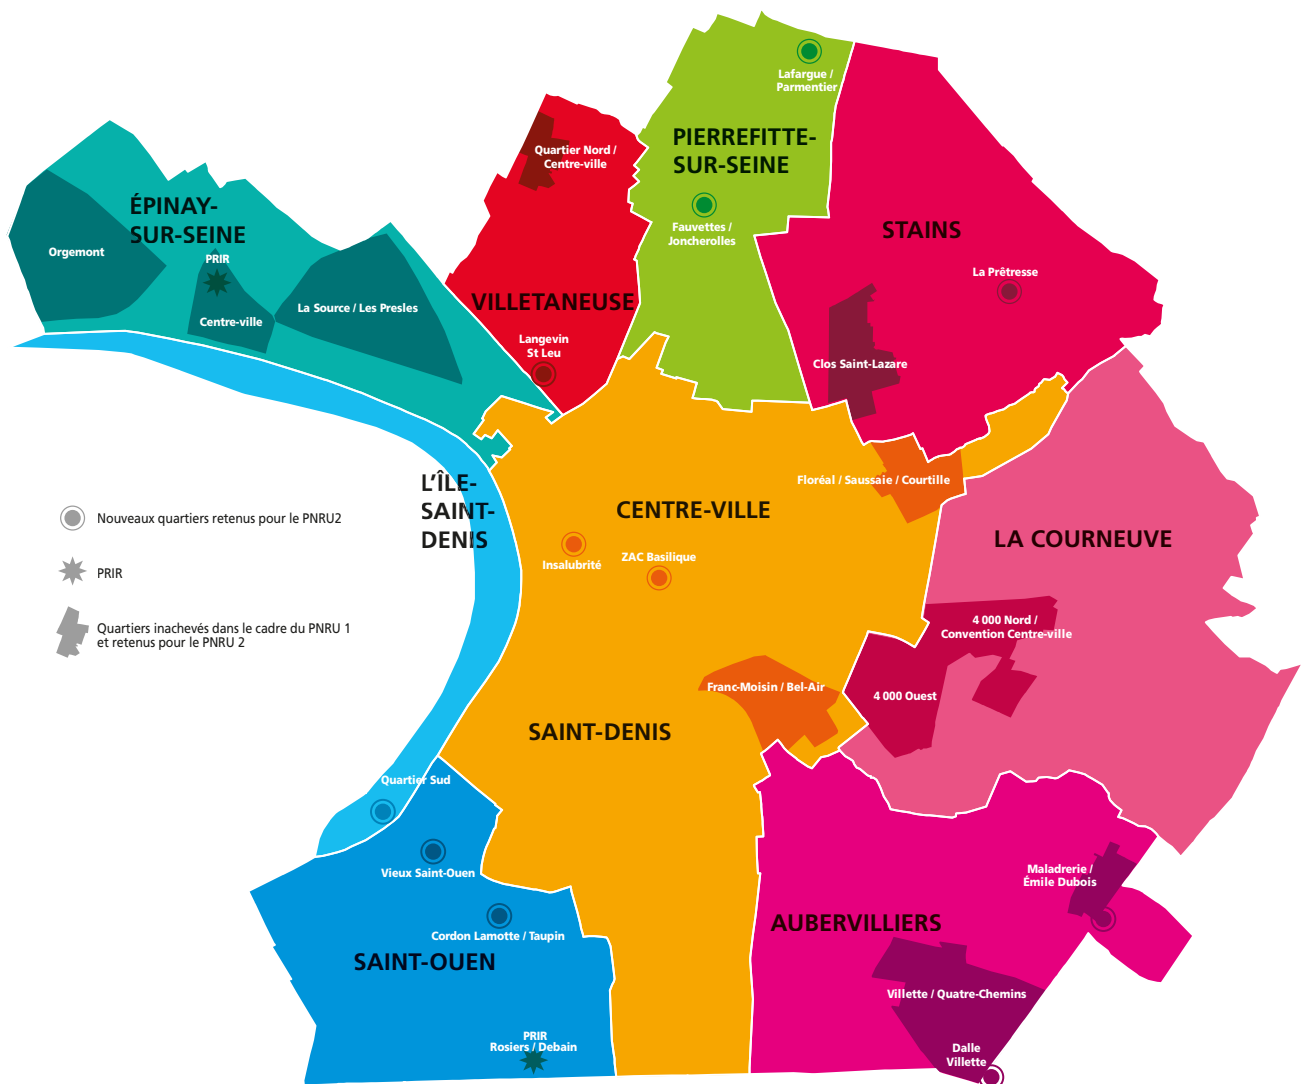 Lafargue /
Parmentier
PIERREFITTE-
SUR-SEINE
Quartier Nord /
Centre-ville
ÉPINAY-
SUR-SEINE
Fauvettes /
Joncherolles
STAINS
Orgemont
PRIR
La Prêtresse
La Source / Les Presles
VILLETANEUSE
Centre-ville
Langevin
St Leu
Clos Saint-Lazare
L'ÎLE-
SAINT-
DENIS
Floréal / Saussaie / Courtille
CENTRE-VILLE
Nouveaux quartiers retenus pour le PNRU2
LA COURNEUVE
Insalubrité
ZAC Basilique
PRIR
Quartiers inachevés dans le cadre du PNRU 1
et retenus pour le PNRU 2
4 000 Nord /
Convention Centre-ville
Franc-Moisin / Bel-Air
4 000 Ouest
SAINT-DENIS
Quartier Sud
Vieux Saint-Ouen
Maladrerie /
Émile Dubois
Cordon Lamotte / Taupin
AUBERVILLIERS
SAINT-OUEN
Villette / Quatre-Chemins
PRIR
Rosiers / Debain
Dalle
Villette